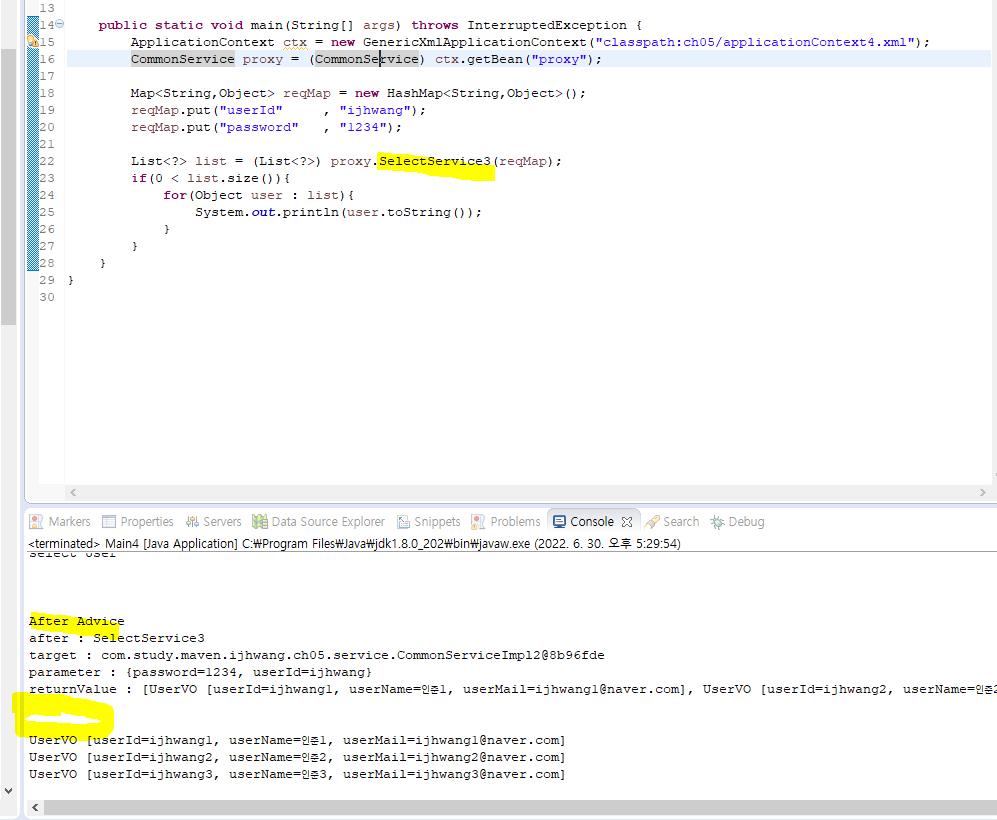 13
14 public static void main(String[] args) throws InterruptedException {
15 ApplicationContext ctx = new GenericXmlApplicationContext("classpath:ch05/applicationContext4.xml");
16 CommonService proxy = (CommonService) ctx.getBean("proxy");
17
18 Map<String,Object> reqMap = new HashMap<String,Object>();
19 reqMap.put("userId" , "ijhwang");
20 reqMap.put("password" , "1234");
21
22 List<?> list = (List<?>) proxy.SelectService3(reqMap);
23 if(0 < list.size()){
24 for(Object user : list){
25 System.out.println(user.toString());
26 }
27 }
28 }
29 }
30
Markers Properties Servers Data Source Explorer Snippets Problems Console Search Debug
<terminated> Main4 [Java Application] C:₩Program Files₩Java₩jdk1.8.0_202₩bin₩javaw.exe (2022. 6. 30. 오후 5:29:54)
select user
After Advice
after : SelectService3
target : com.study.maven.ijhwang.ch05.service.CommonServiceImpl2@8b96fde
parameter : {password=1234, userId=ijhwang}
returnValue : [UserVO [userId=ijhwang1, userName=인준1, userMail=ijhwang1@naver.com], UserVO [userId=ijhwang2, userName=인준2
UserVO [userId=ijhwang1, userName=인준1, userMail=ijhwang1@naver.com]
UserVO [userId=ijhwang2, userName=인준2, userMail=ijhwang2@naver.com]
UserVO [userId=ijhwang3, userName=인준3, userMail=ijhwang3@naver.com]